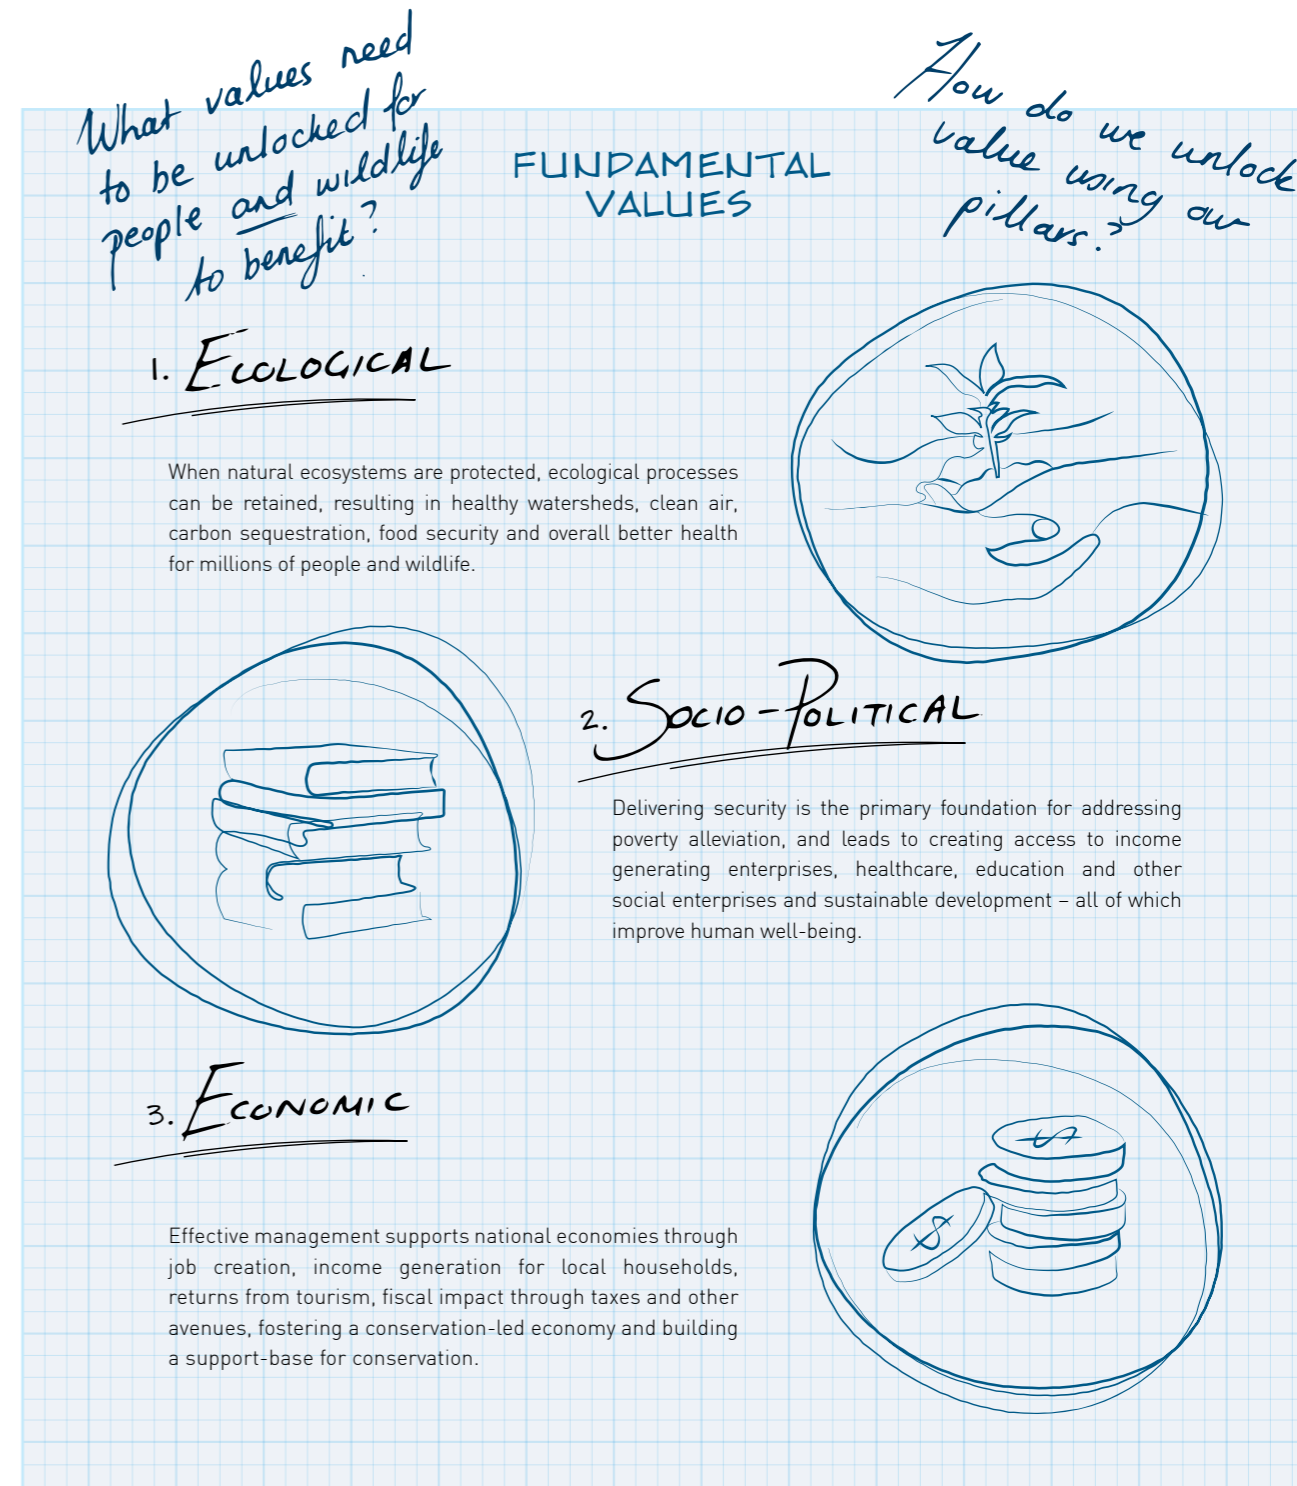 What values need
to be unlocked for
people and wildlife
to benefit?
FUNDAMENTAL
VALUES
How do we unlock
value using our
pillars?
1. ECOLOGICAL
When natural ecosystems are protected, ecological processes
can be retained, resulting in healthy watersheds, clean air,
carbon sequestration, food security and overall better health
for millions of people and wildlife.
2. SOCIO-POLITICAL
Delivering security is the primary foundation for addressing
poverty alleviation, and leads to creating access to income
generating enterprises, healthcare, education and other
social enterprises and sustainable development – all of which
improve human well-being.
3. ECONOMIC
$
$
Effective management supports national economies through
job creation, income generation for local households,
returns from tourism, fiscal impact through taxes and other
avenues, fostering a conservation-led economy and building
a support-base for conservation.